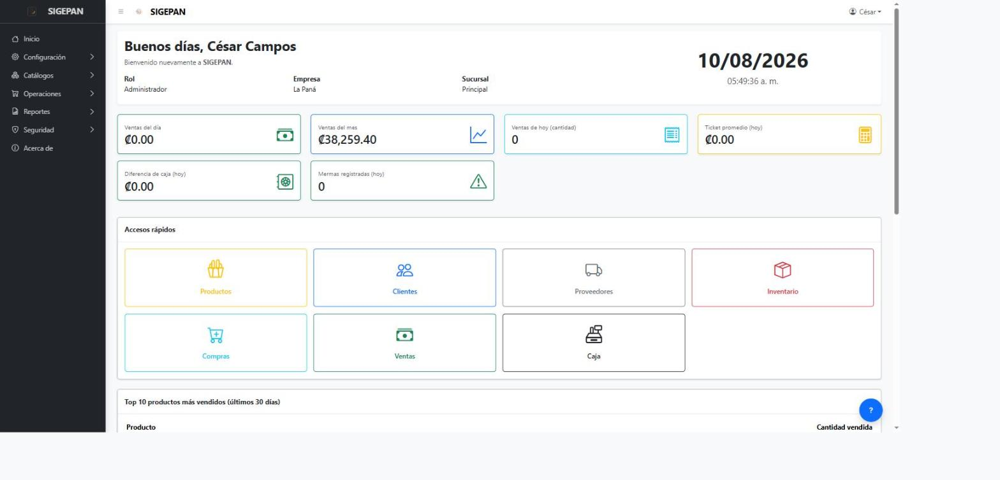 SIGEPAN
SIGEPAN
César
Inicio
Configuración
Catálogos
Operaciones
Reportes
Seguridad
Acerca de
Buenos días, César Campos
Bienvenido nuevamente a SIGEPAN.
Rol
Administrador
Empresa
La Paná
Sucursal
Principal
10/08/2026
05:49:36 a. m.
Ventas del día
₡0.00
Ventas del mes
₡38,259.40
Ventas de hoy (cantidad)
0
Ticket promedio (hoy)
₡0.00
Diferencia de caja (hoy)
₡0.00
Mermas registradas (hoy)
0
Accesos rápidos
Productos
Clientes
Proveedores
Inventario
Compras
Ventas
Caja
Top 10 productos más vendidos (últimos 30 días)
?
Producto
Cantidad vendida